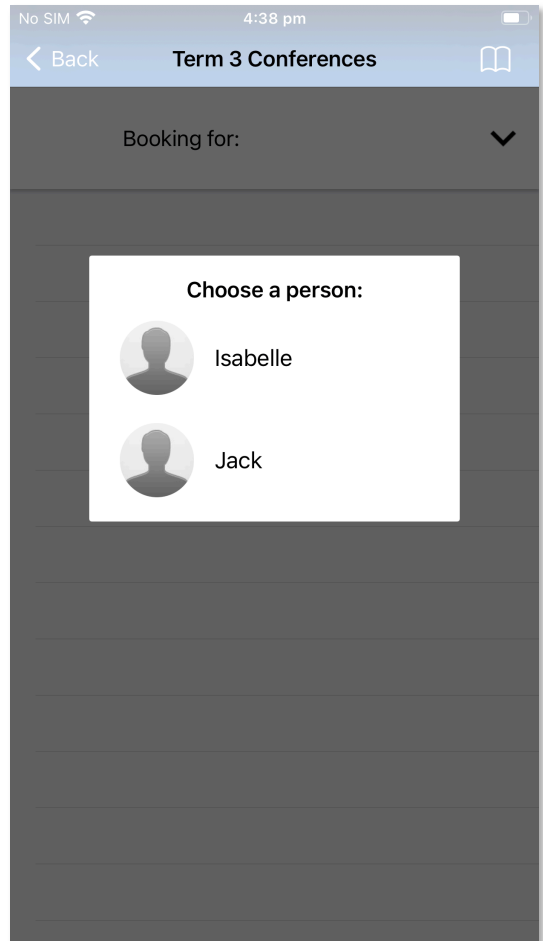 No SIM 4:38 pm
Back Term 3 Conferences
Booking for:
Choose a person:
Isabelle
Jack